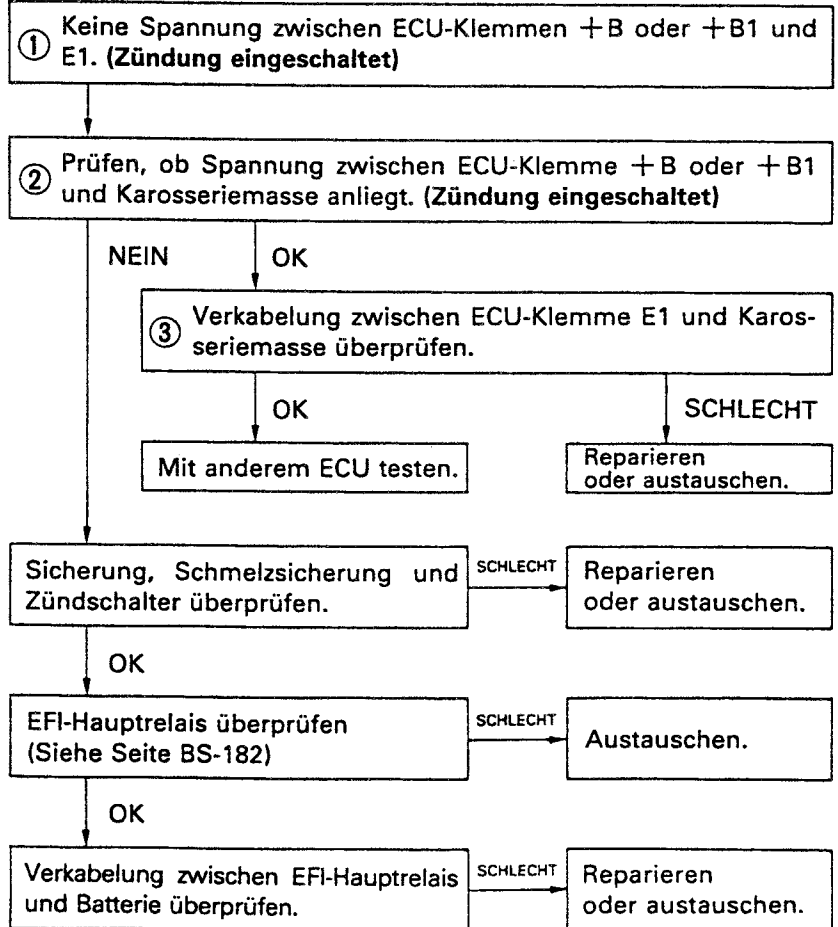 ① Keine Spannung zwischen ECU-Klemmen +B oder +B1 und
E1. (Zündung eingeschaltet)
② Prüfen, ob Spannung zwischen ECU-Klemme +B oder +B1
und Karosseriemasse anliegt. (Zündung eingeschaltet)
NEIN
OK
③ Verkabelung zwischen ECU-Klemme E1 und Karos-
seriemasse überprüfen.
OK
SCHLECHT
Mit anderem ECU testen.
Reparieren
oder austauschen.
Sicherung, Schmelzsicherung und
Zündschalter überprüfen.
SCHLECHT
Reparieren
oder austauschen.
OK
EFI-Hauptrelais überprüfen
(Siehe Seite BS-182)
SCHLECHT
Austauschen.
OK
Verkabelung zwischen EFI-Hauptrelais
und Batterie überprüfen.
SCHLECHT
Reparieren
oder austauschen.